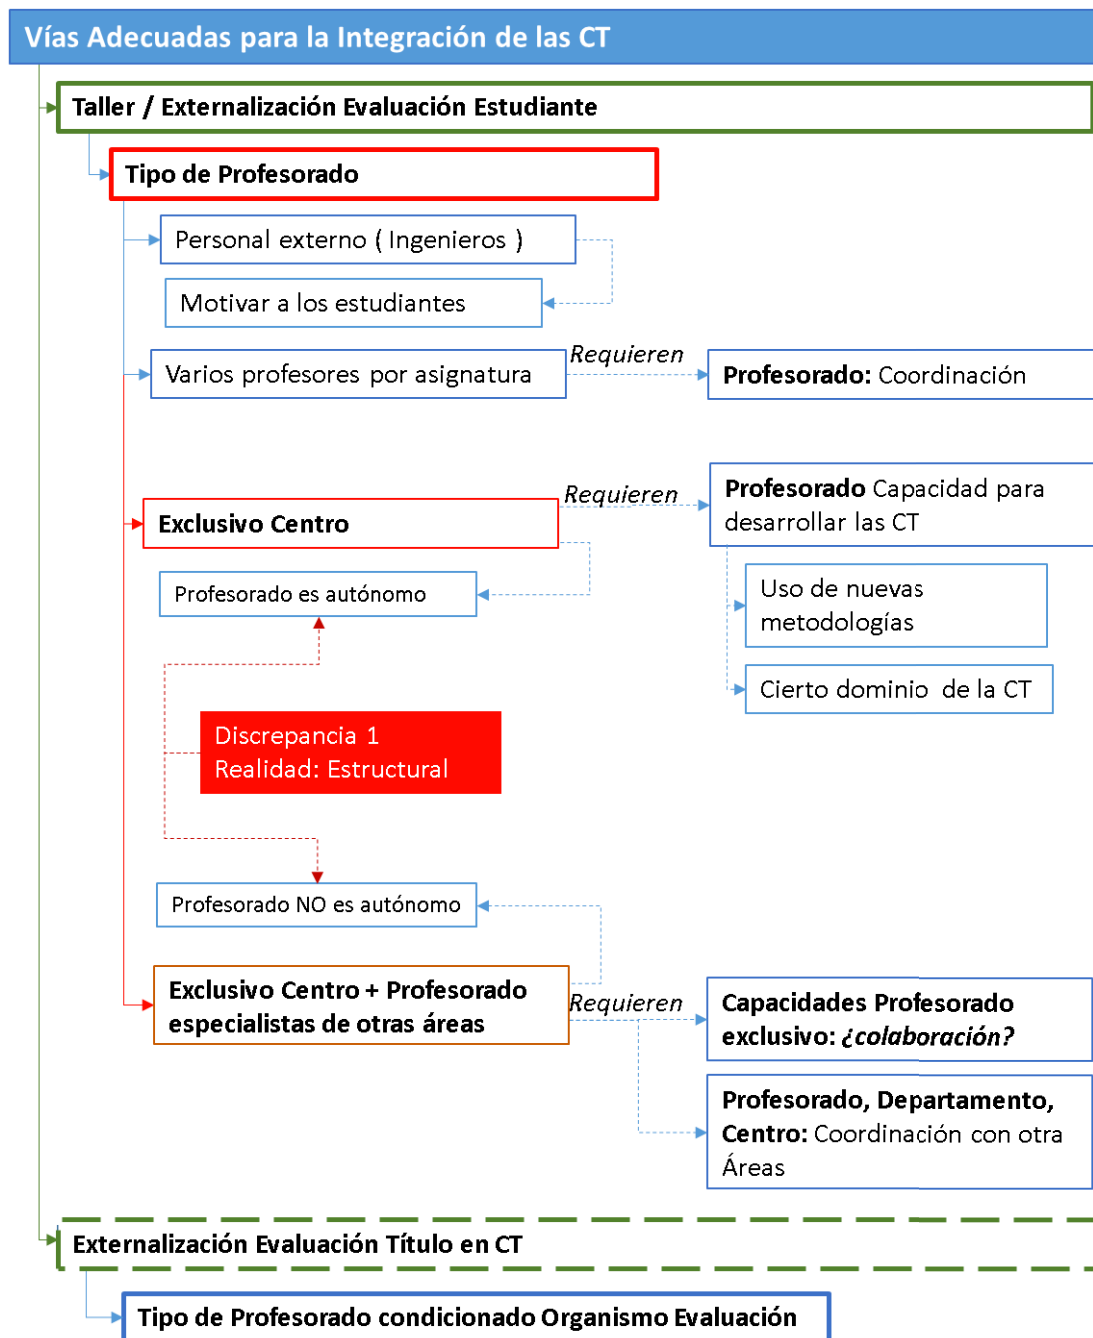 Vías Adecuadas para la Integración de las CT
Taller / Externalización Evaluación Estudiante
Tipo de Profesorado
Personal externo ( Ingenieros )
Motivar a los estudiantes
Varios profesores por asignatura
Requieren
Profesorado: Coordinación
Exclusivo Centro
Requieren
Profesorado Capacidad para
desarrollar las CT
Profesorado es autónomo
Uso de nuevas
metodologías
Cierto dominio de la CT
Discrepancia 1
Realidad: Estructural
Profesorado NO es autónomo
Exclusivo Centro + Profesorado
especialistas de otras áreas
Requieren
Capacidades Profesorado
exclusivo: ¿colaboración?
Profesorado, Departamento,
Centro: Coordinación con otra
Áreas
Externalización Evaluación Título en CT
Tipo de Profesorado condicionado Organismo Evaluación